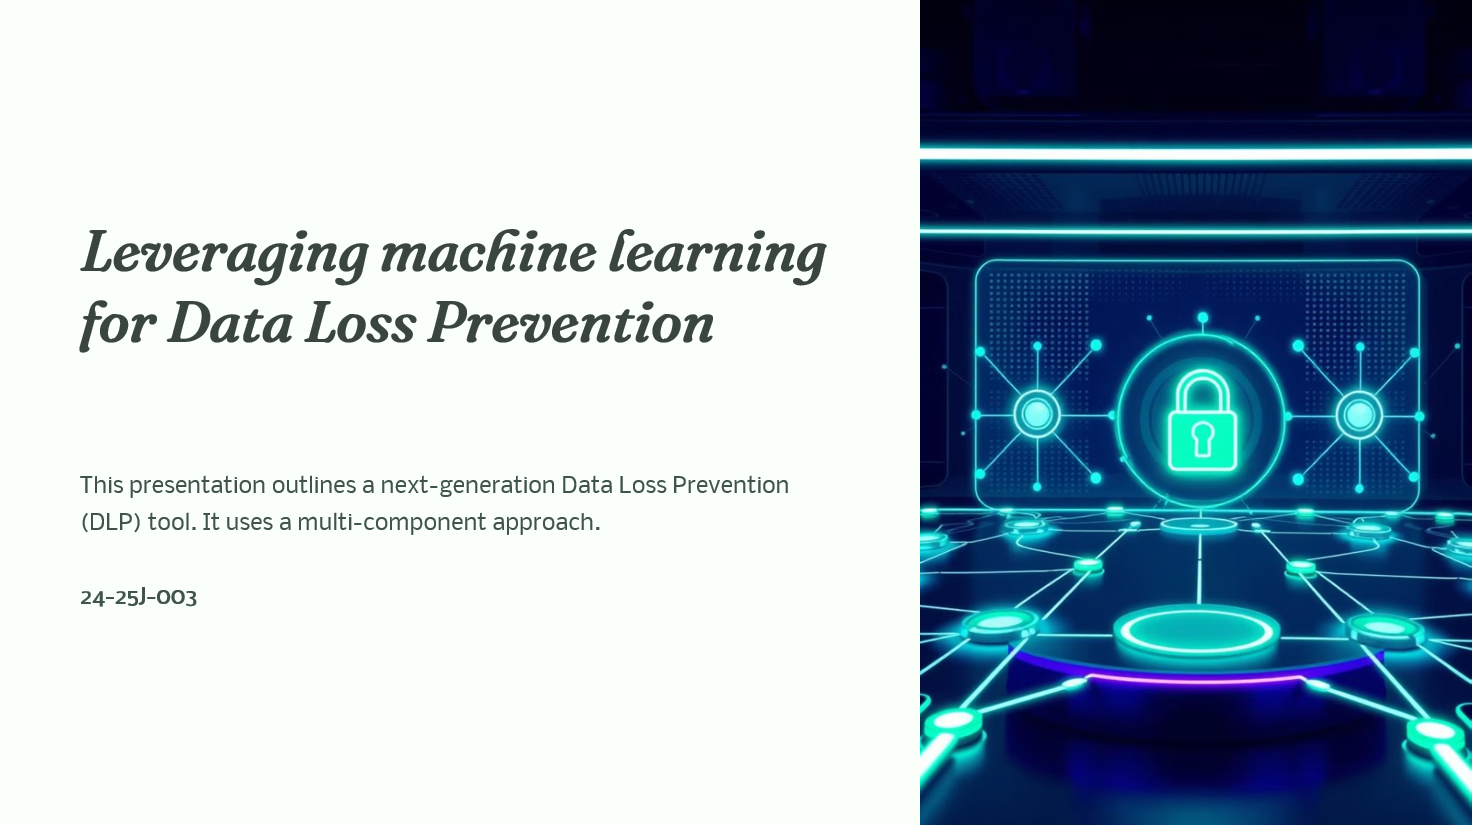 Leveraging machine learning
for Data Loss Prevention
This presentation outlines a next-generation Data Loss Prevention
(DLP) tool. It uses a multi-component approach.
24-25J-003